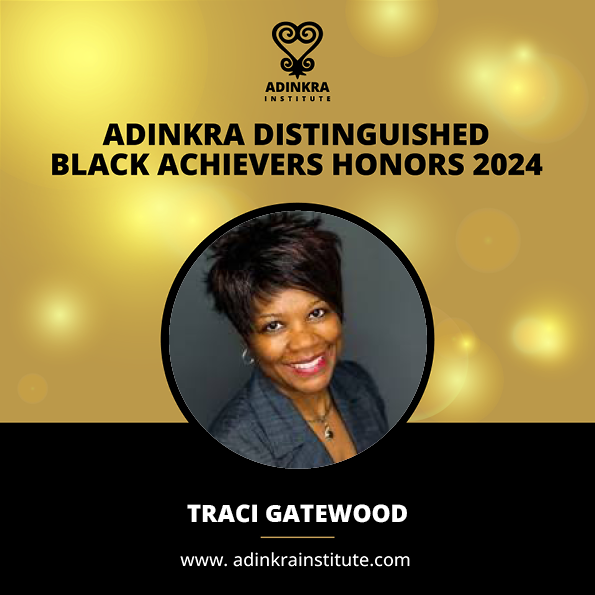 ADINKRA
INSTITUTE
ADINKRA DISTINGUISHED
BLACK ACHIEVERS HONORS 2024
TRACI GATEWOOD
www. adinkrainstitute.com